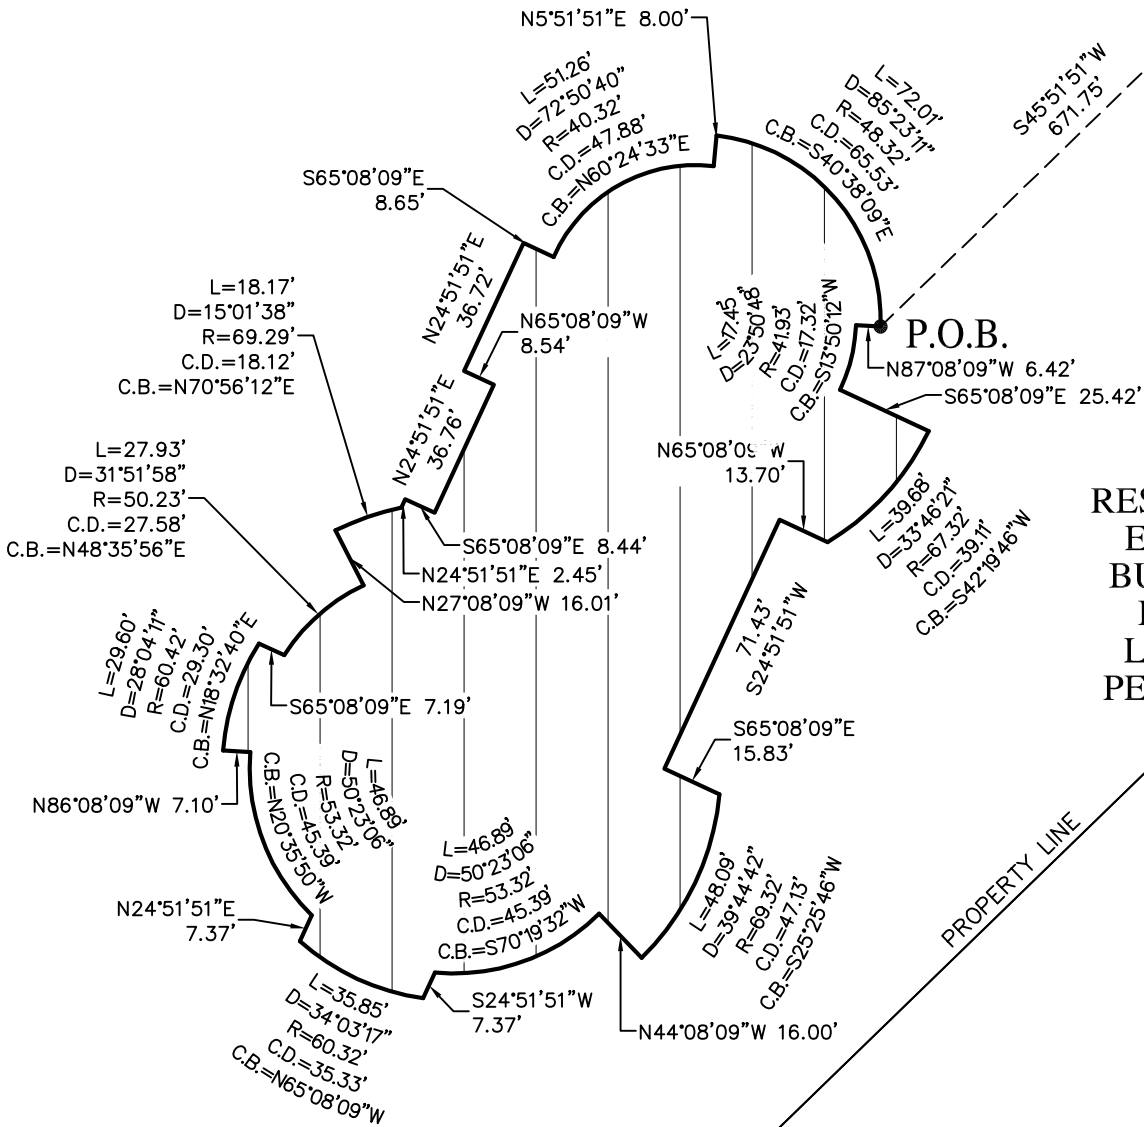 N5°51'51"E 8.00'
L=51.26'
D=72°50'40"
R=40.32'
C.D.=47.88'
C.B.=N60°24'33"E
L=72.01'
D=85°23'11"
R=48.32'
C.D.=65.53'
C.B.=S40°38'09"E
S45°51'51"W
671.75'
S65°08'09"E
8.65'
N24°51'51"E
36.72'
L=18.17'
D=15°01'38"
R=69.29'
C.D.=18.12'
C.B.=N70°56'12"E
N65°08'09"W
8.54'
L=17.45'
D=23°50'48"
R=41.93'
C.D.=17.32'
C.B.=S13°50'12"W
P.O.B.
N87°08'09"W 6.42'
S65°08'09"E 25.42'
N24°51'51"E
36.76'
L=27.93'
D=31°51'58"
R=50.23'
C.D.=27.58'
C.B.=N48°35'56"E
N65°08'09"W
13.70'
S65°08'09"E 8.44'
N24°51'51"E 2.45'
N27°08'09"W 16.01'
L=39.68'
D=33°46'21"
R=67.32'
C.D.=39.11'
C.B.=S42°19'46"W
RES
E
BU
L
PE
L=29.60'
D=28°04'11"
R=60.42'
C.D.=29.30'
C.B.=N18°32'40"E
71.43'
S24°51'51"W
S65°08'09"E 7.19'
S65°08'09"E
15.83'
N86°08'09"W 7.10'
L=46.89'
D=50°23'06"
R=53.32'
C.D.=45.39'
C.B.=N20°35'50"W
L=46.89'
D=50°23'06"
R=53.32'
C.D.=45.39'
C.B.=S70°19'32"W
L=48.09'
D=39°44'42"
R=69.32'
C.D.=47.13'
C.B.=S25°25'46"W
PROPERTY LINE
N24°51'51"E
7.37'
L=35.85'
D=34°03'17"
R=60.32'
C.D.=35.33'
C.B.=N65°08'09"W
S24°51'51"W
7.37'
N44°08'09"W 16.00'